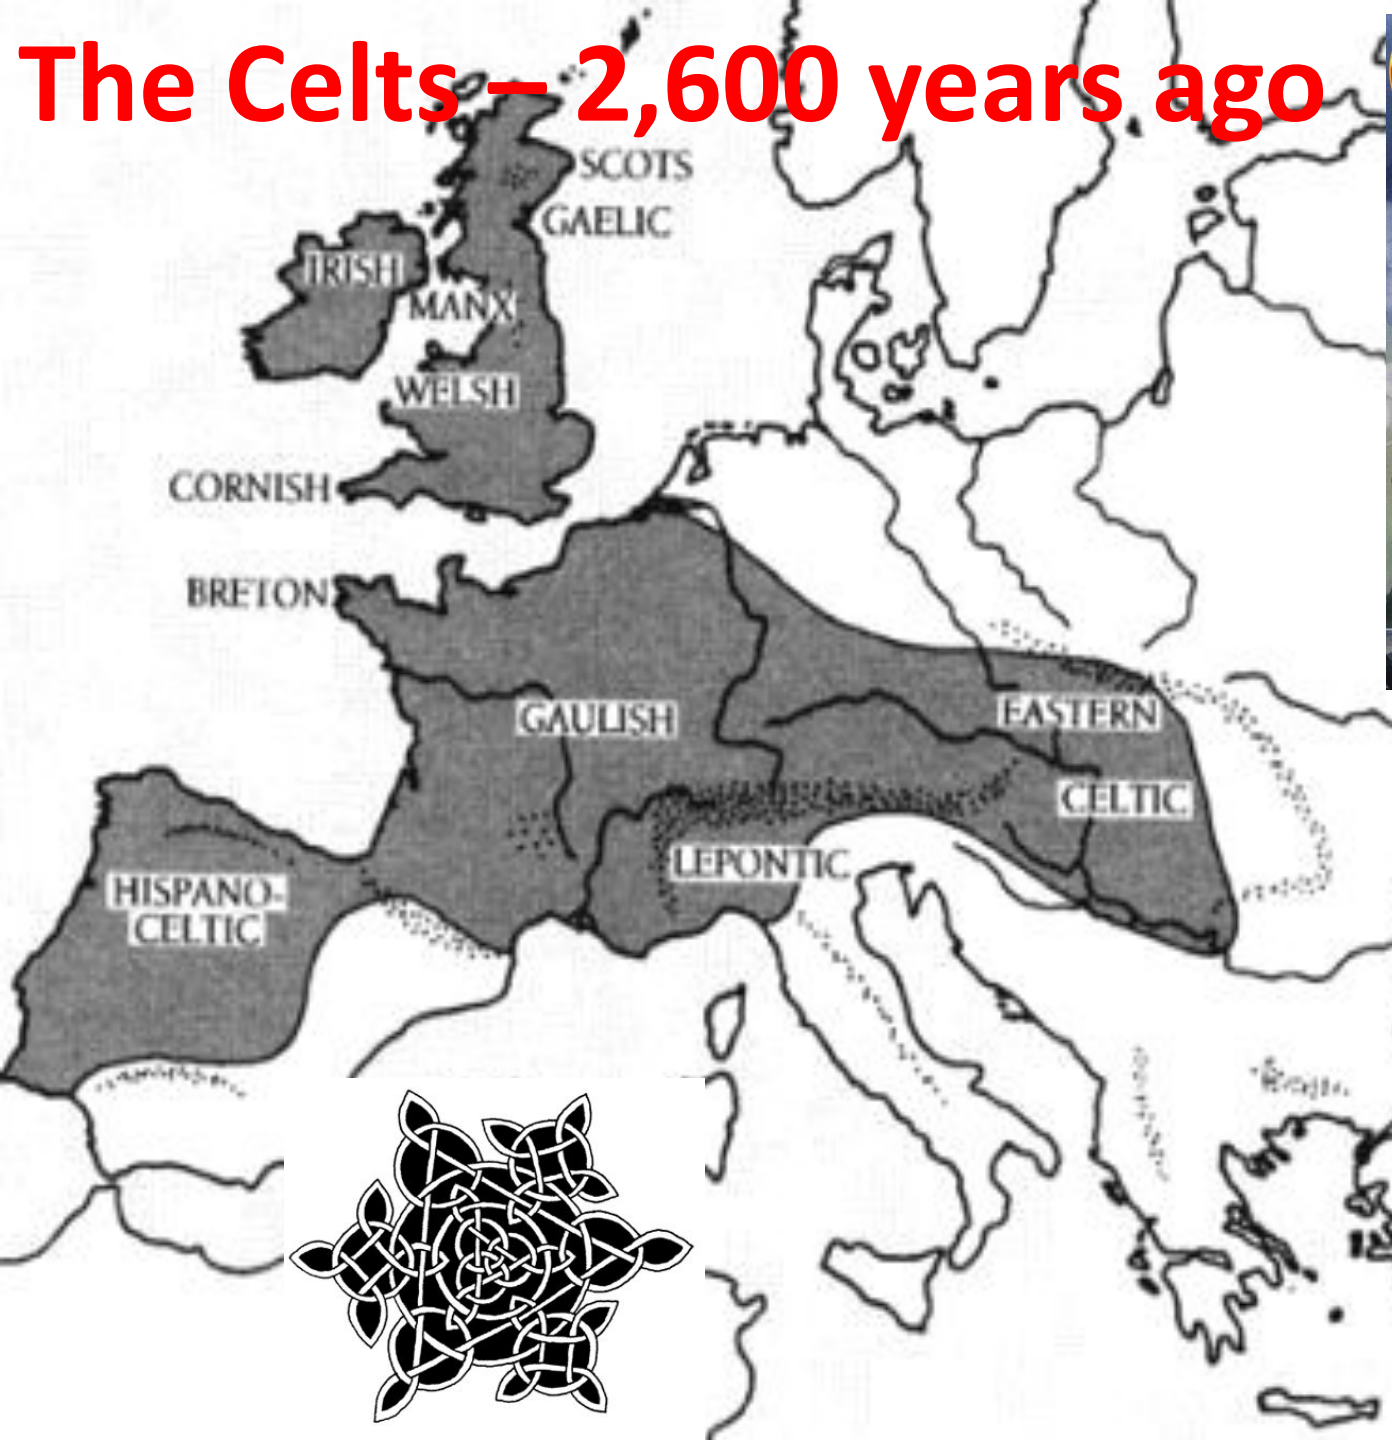 The Celts – 2,600 years ago
SCOTS
GAELIC
IRISH
MANX
WELSH
CORNISH
BRETON
GAULISH
EASTERN
CELTIC
LEPONTIC
HISPANO-
CELTIC